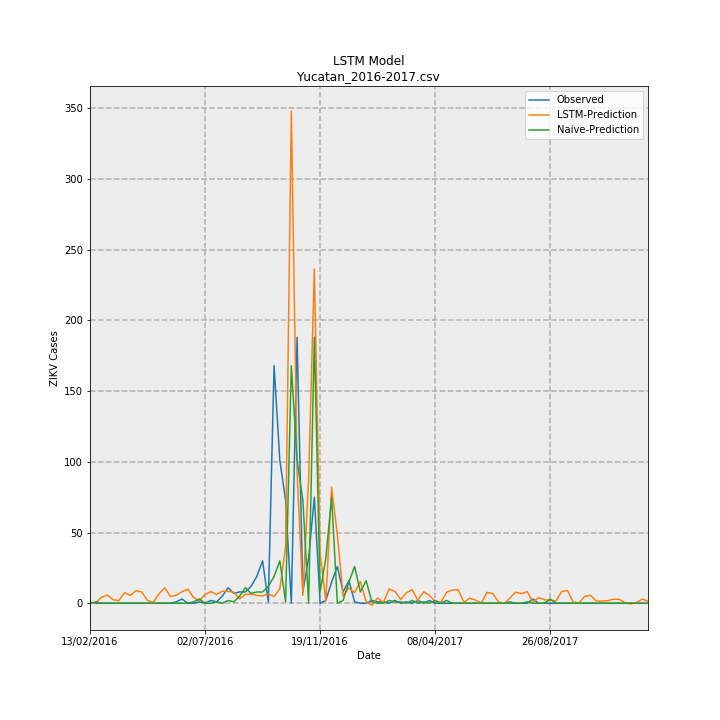 LSTM Model
Yucatan_2016-2017.csv
Observed
LSTM-Prediction
Naive-Prediction
ZIKV Cases
350
300
250
200
150
100
50
0
13/02/2016
02/07/2016
19/11/2016
08/04/2017
26/08/2017
Date